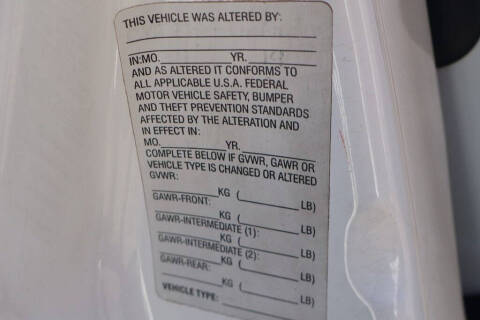 THIS VEHICLE WAS ALTERED BY:
IN:MO. YR.
AND AS ALTERED IT CONFORMS TO
ALL APPLICABLE U.S.A. FEDERAL
MOTOR VEHICLE SAFETY, BUMPER
AND THEFT PREVENTION STANDARDS
AFFECTED BY THE ALTERATION AND
IN EFFECT IN:
MO. YR.
COMPLETE BELOW IF GVWR, GAWR OR
VEHICLE TYPE IS CHANGED OR ALTERED
GVWR:
KG ( LB)
GAWR-FRONT:
KG ( LB)
GAWR-INTERMEDIATE (1):
KG ( LB)
GAWR-INTERMEDIATE (2):
KG ( LB)
GAWR-REAR:
KG ( LB)
VEHICLE TYPE: